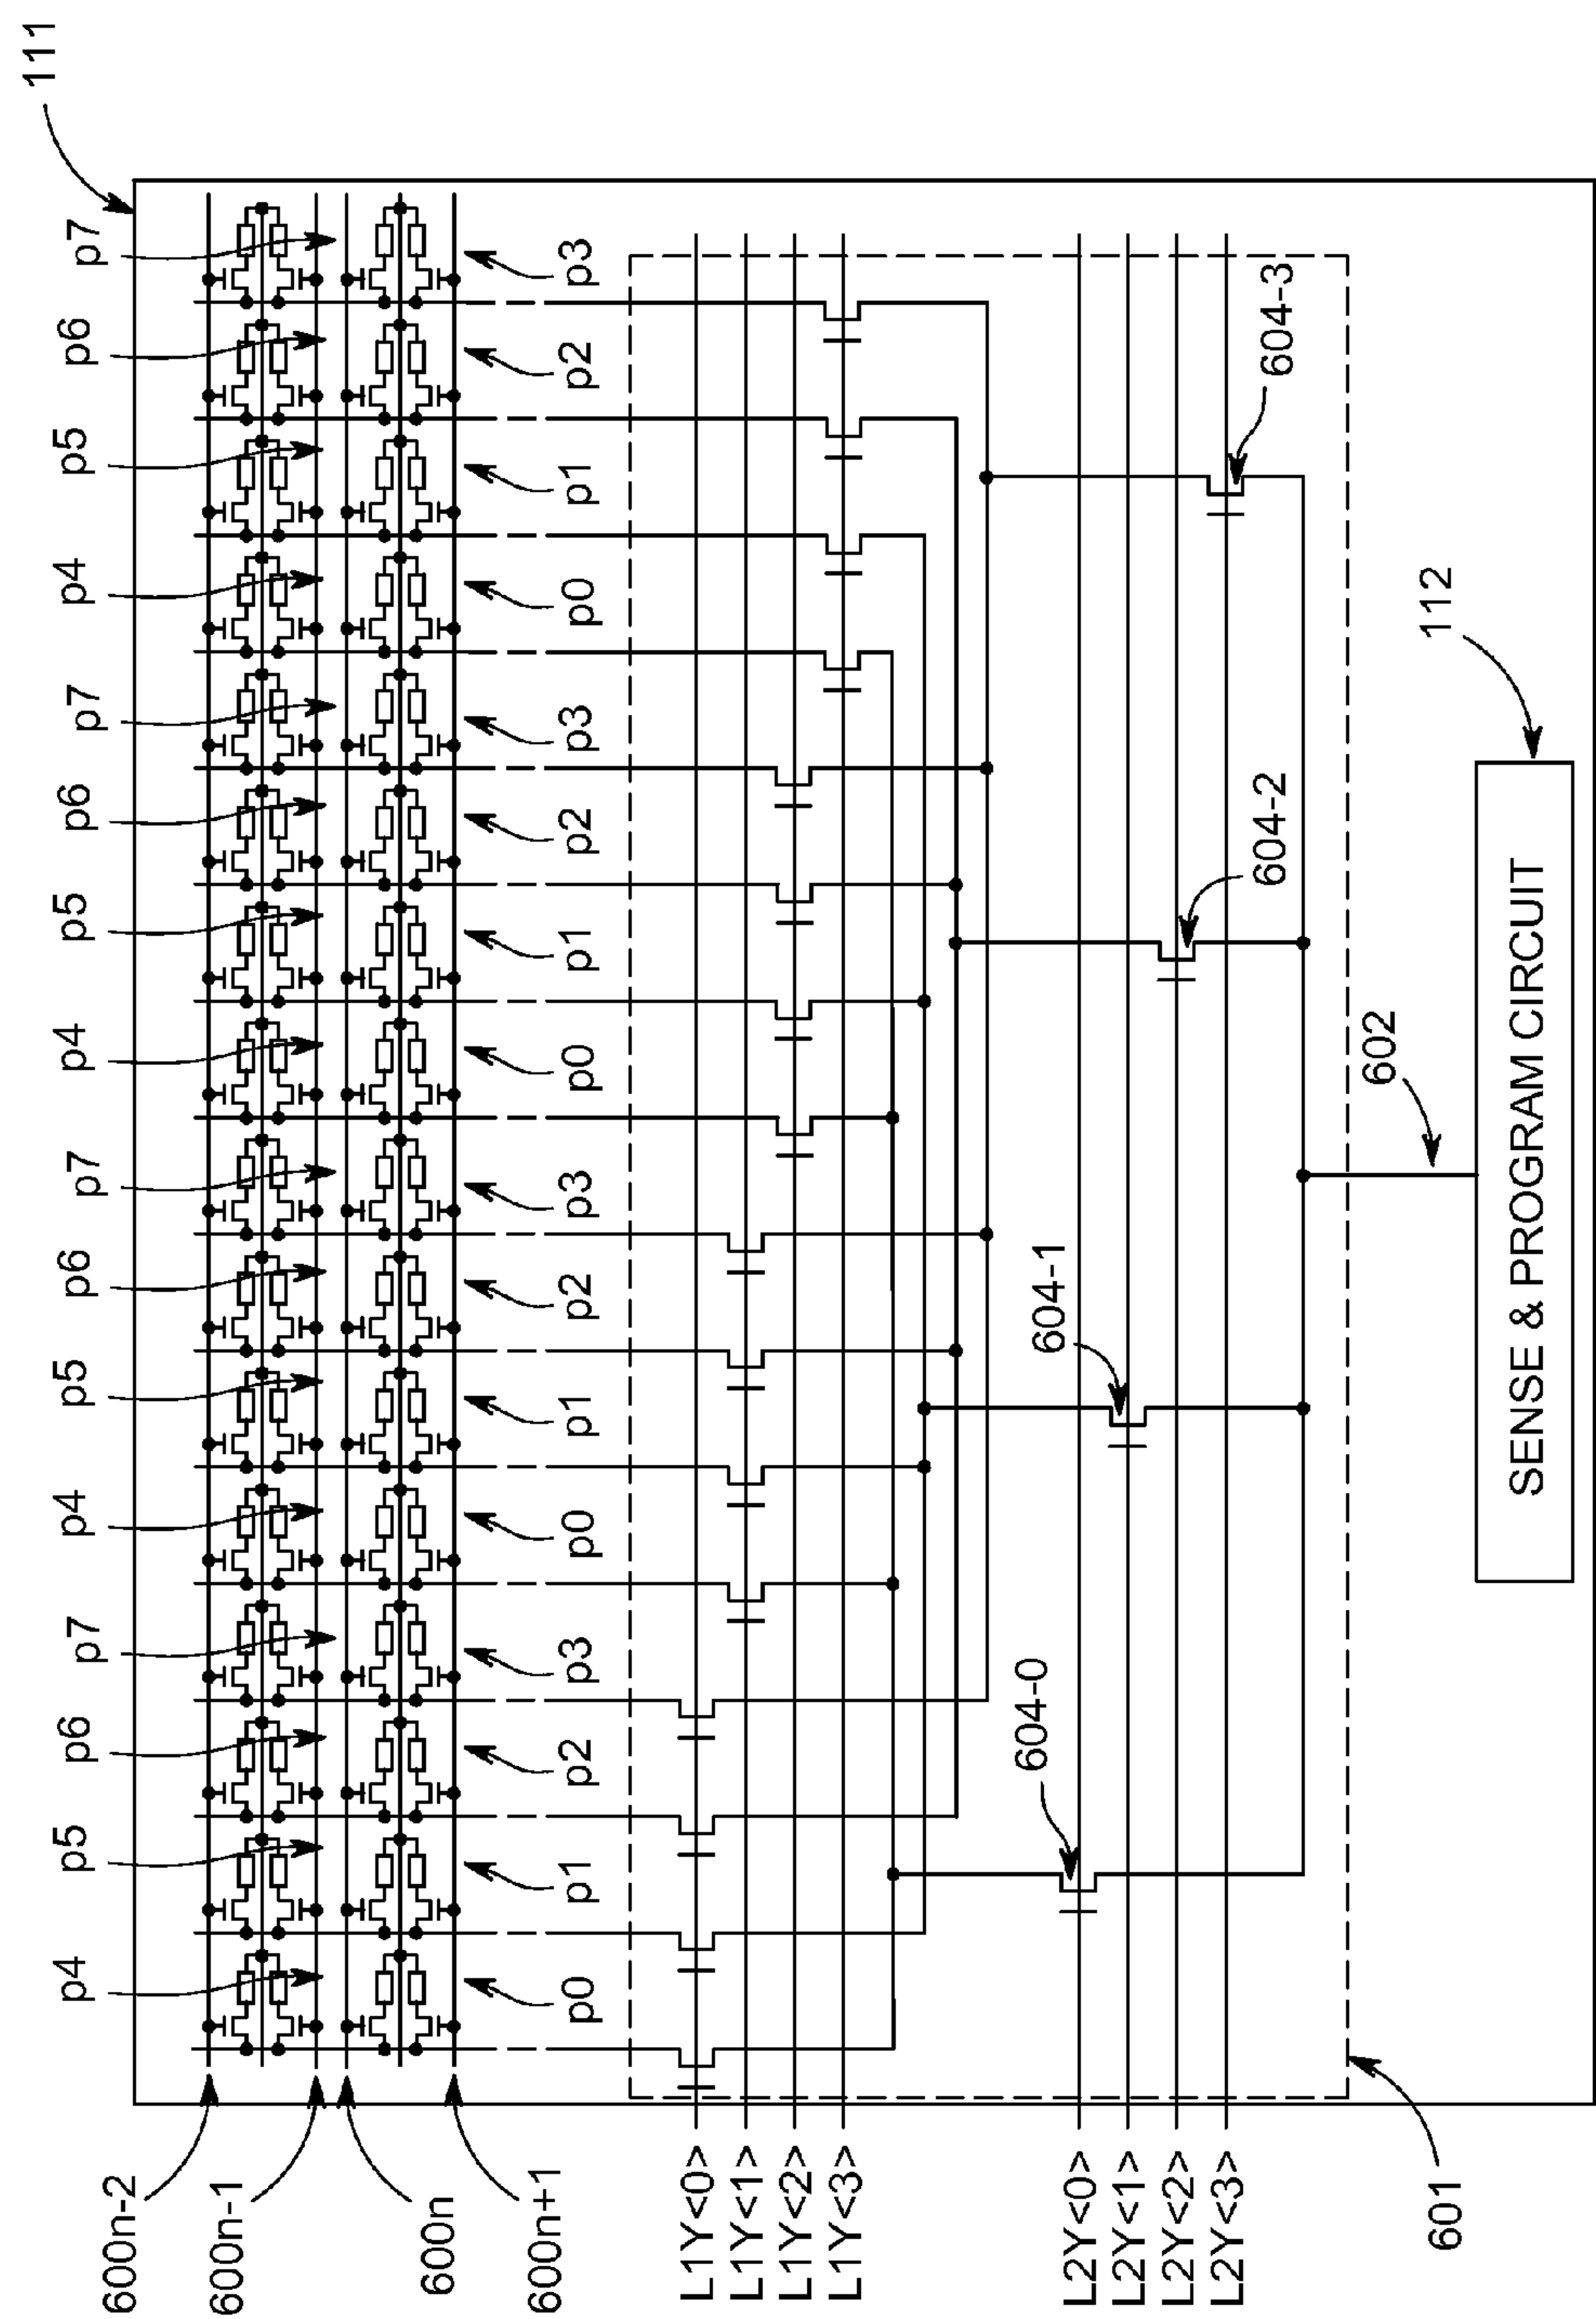 111
p4 p5 p6 p7 p4 p5 p6 p7 p4 p5 p6 p7 p4 p5 p6 p7
600n-2
600n-1
600n
600n+1
p0 p1 p2 p3 p0 p1 p2 p3 p0 p1 p2 p3 p0 p1 p2 p3
L1Y<0>
L1Y<1>
L1Y<2>
L1Y<3>
604-0
604-1
L2Y<0>
L2Y<1>
L2Y<2>
L2Y<3>
604-2
604-3
602
601
112
SENSE & PROGRAM CIRCUIT